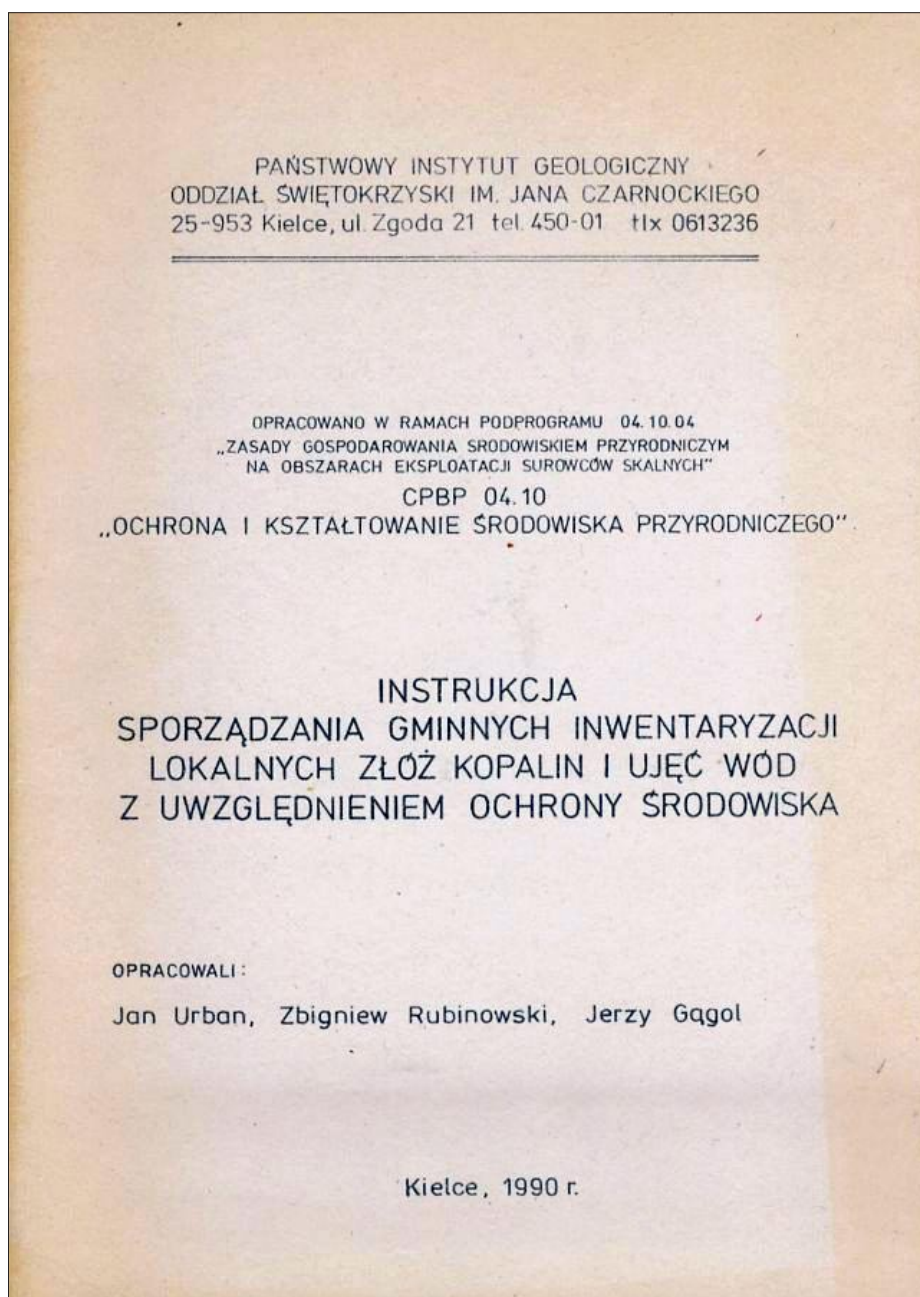 PAŃSTWOWY INSTYTUT GEOLOGICZNY
ODDZIAŁ ŚWIĘTOKRZYSKI IM. JANA CZARNOCKIEGO
25-953 Kielce, ul. Zgoda 21 tel. 450-01 tlx 0613236
OPRACOWANO W RAMACH PODPROGRAMU 04.10.04
„ZASADY GOSPODAROWANIA SRODOWISKIEM PRZYRODNICZYM
NA OBSZARACH EKSPLOATACJI SUROWCÓW SKALNYCH"
CPBP 04.10
„OCHRONA I KSZTAŁTOWANIE ŚRODOWISKA PRZYRODNICZEGO".
INSTRUKCJA
SPORZĄDZANIA GMINNYCH INWENTARYZACJI
LOKALNYCH ZŁÓŻ KOPALIN I UJĘĆ WÓD
Z UWZGLĘDNIENIEM OCHRONY ŚRODOWISKA
OPRACOWALI:
Jan Urban, Zbigniew Rubinowski, Jerzy Gągol
Kielce, 1990 r.